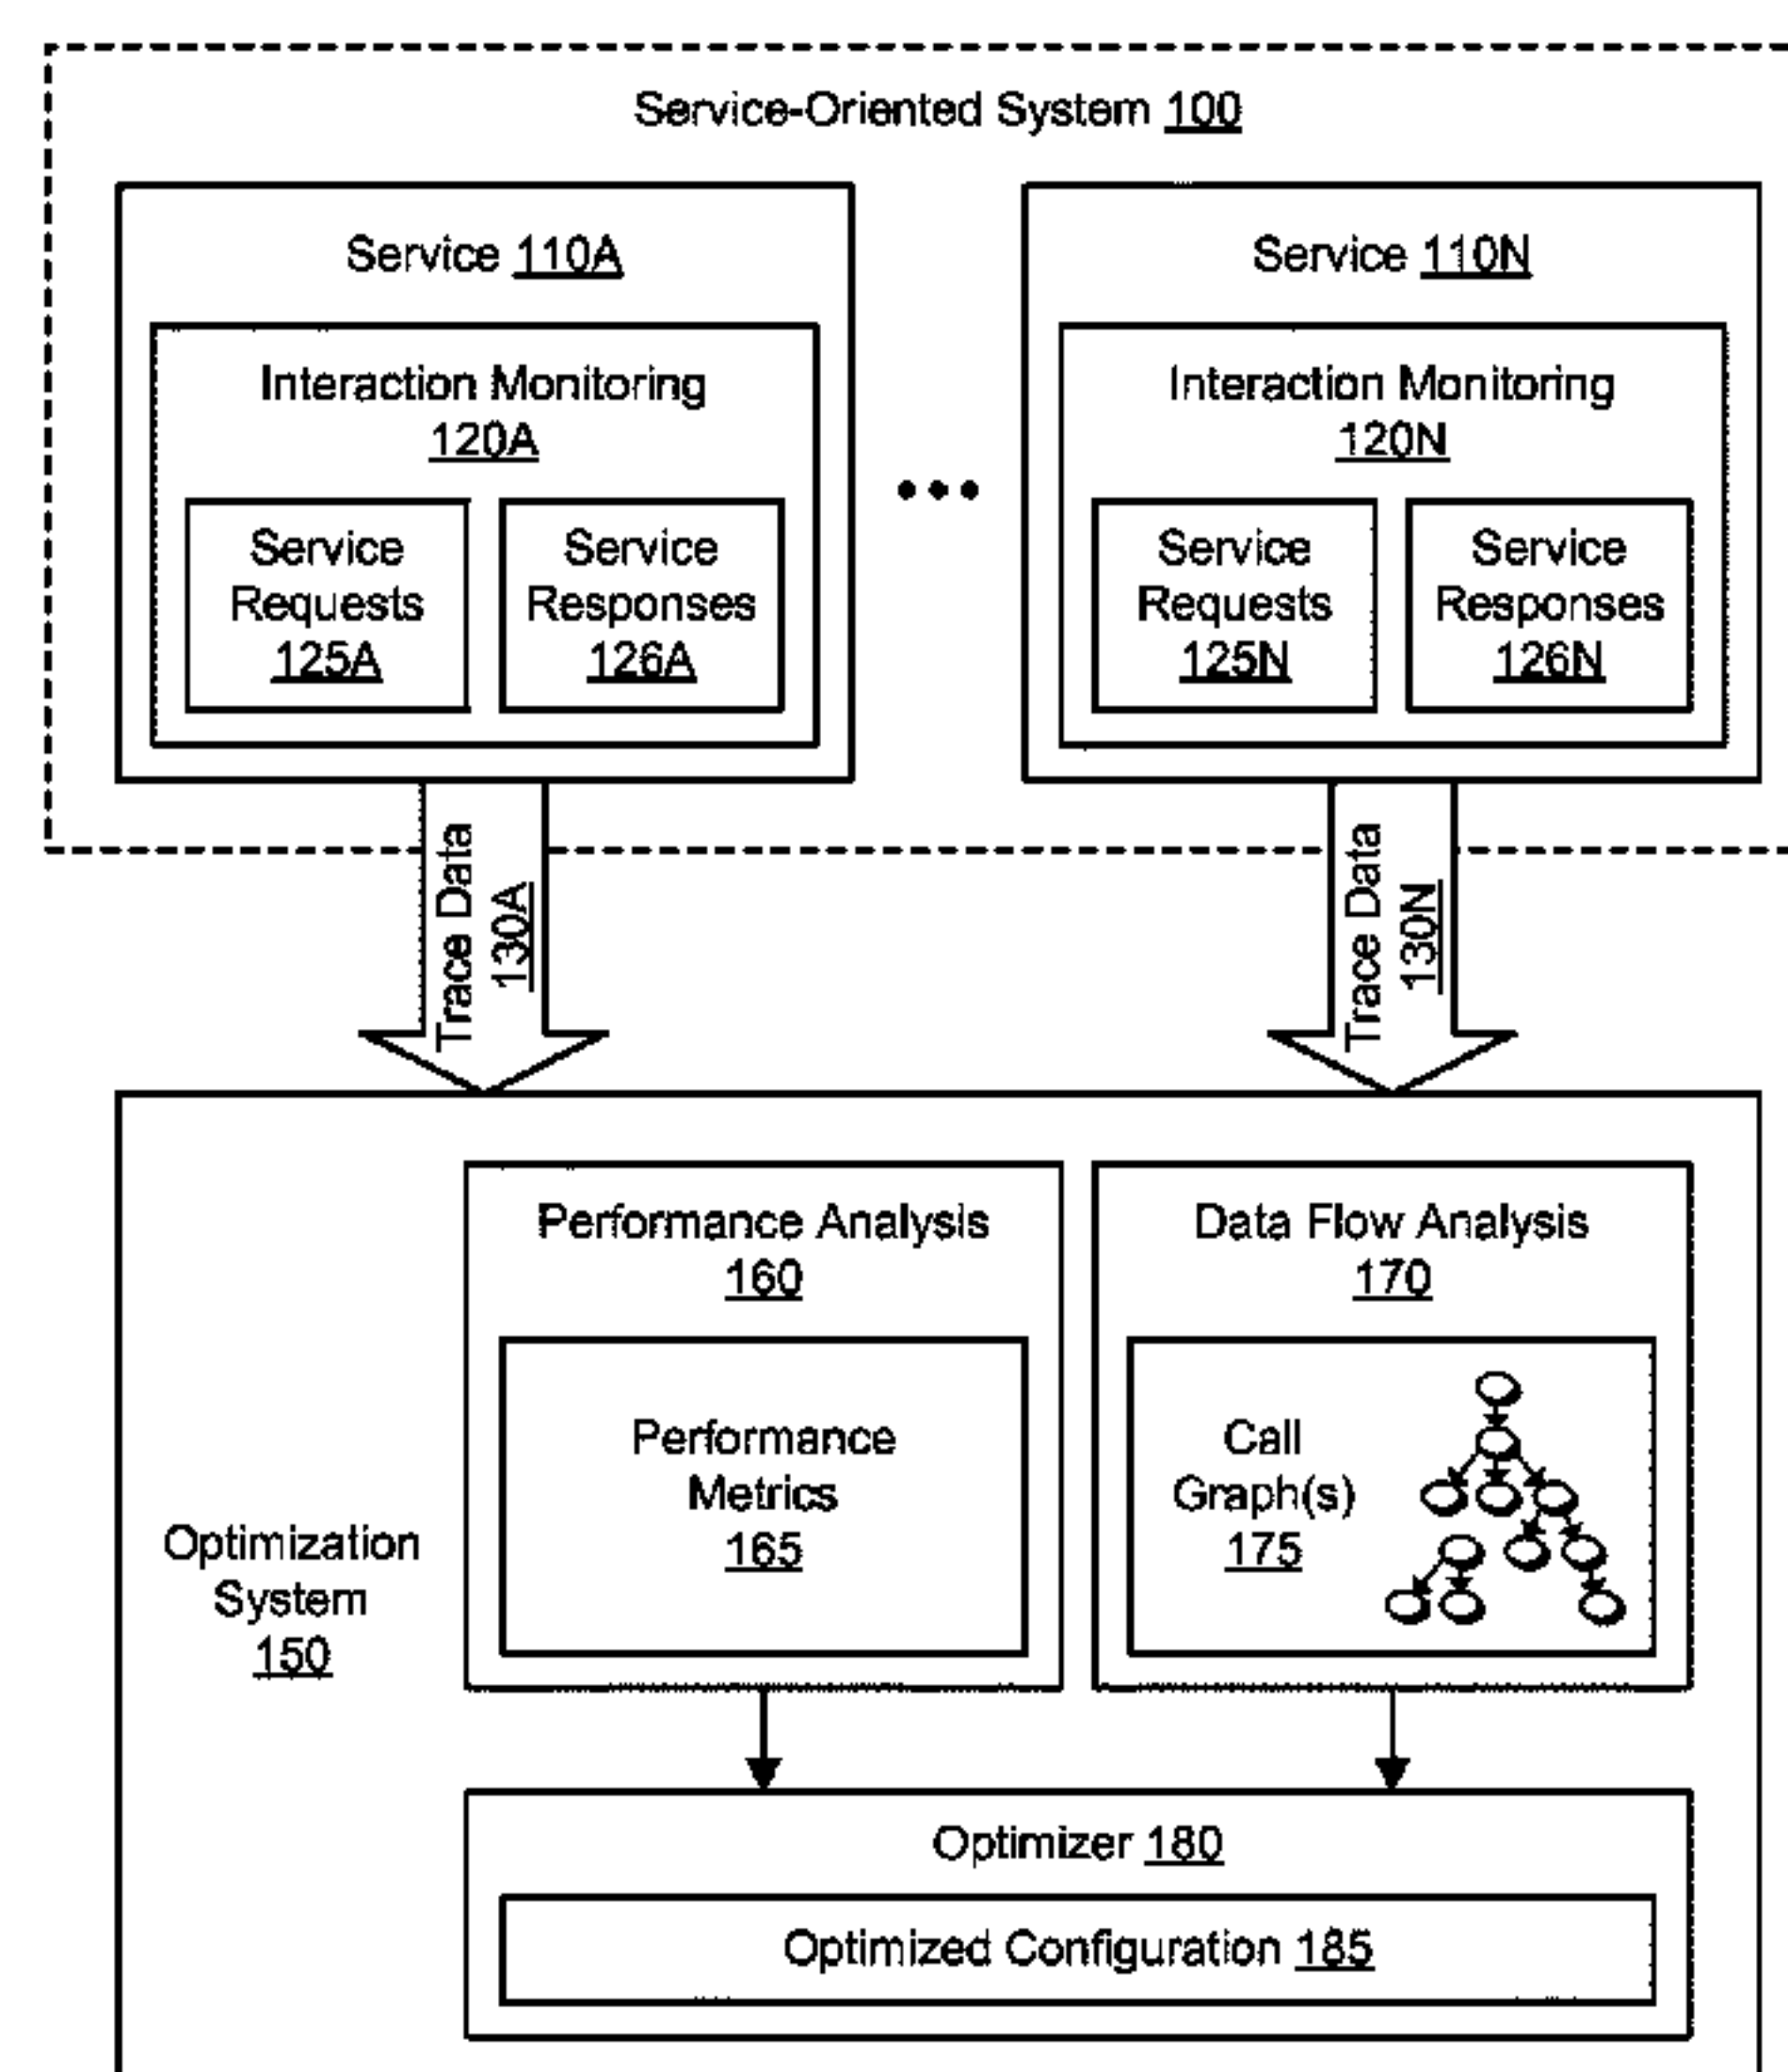 Service-Oriented System 100
Service 110A
Interaction Monitoring
120A
Service
Requests
125A
Service
Responses
126A
Service 110N
Interaction Monitoring
120N
Service
Requests
125N
Service
Responses
126N
Trace Data
130A
Trace Data
130N
Optimization
System
150
Performance Analysis
160
Performance
Metrics
165
Data Flow Analysis
170
Call
Graph(s)
175
Optimizer 180
Optimized Configuration 185